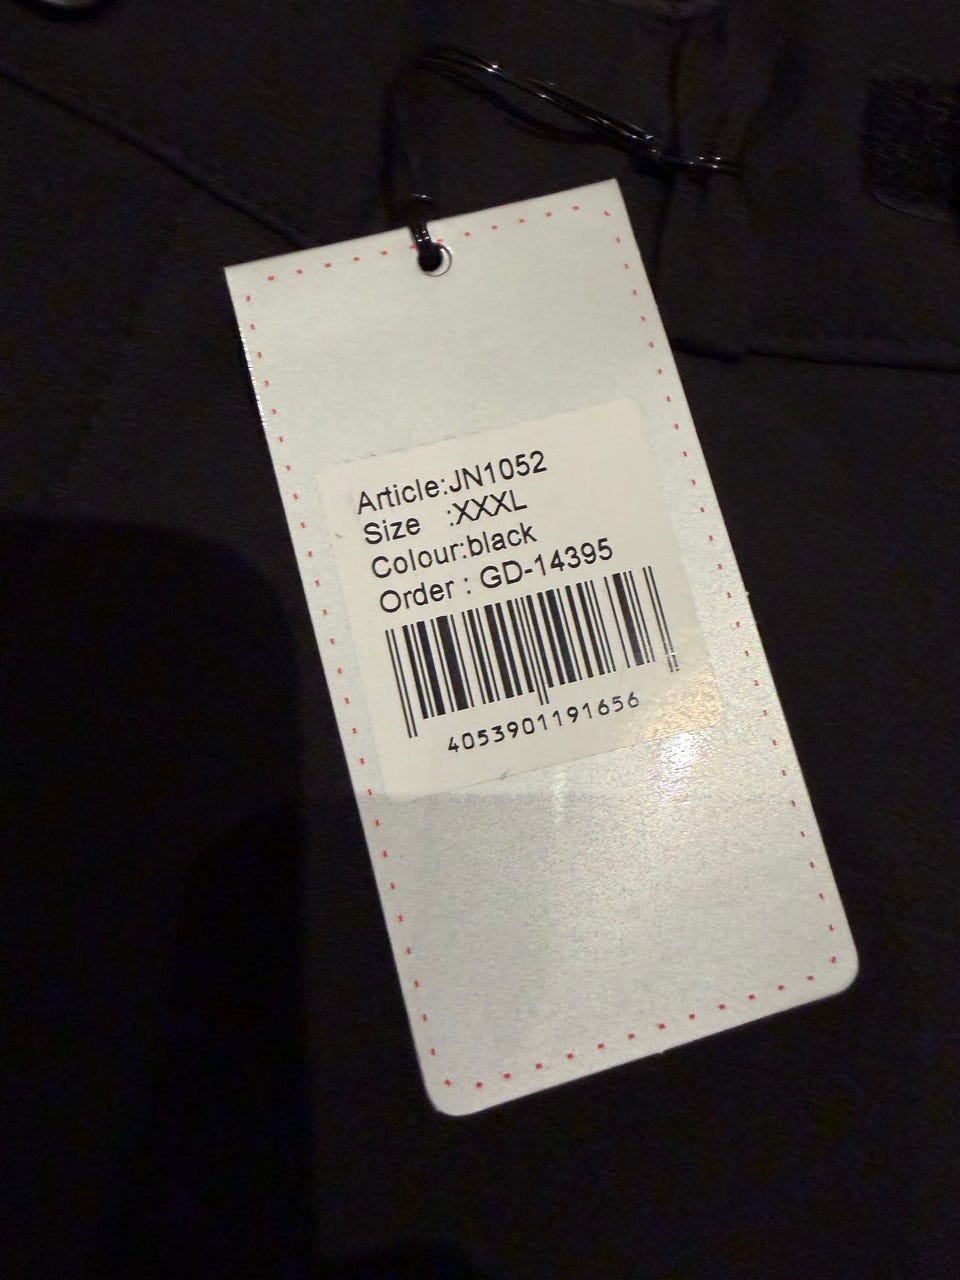 Article:JN1052
Size :XXXL
Colour:black
Order : GD-14395
4053901191656